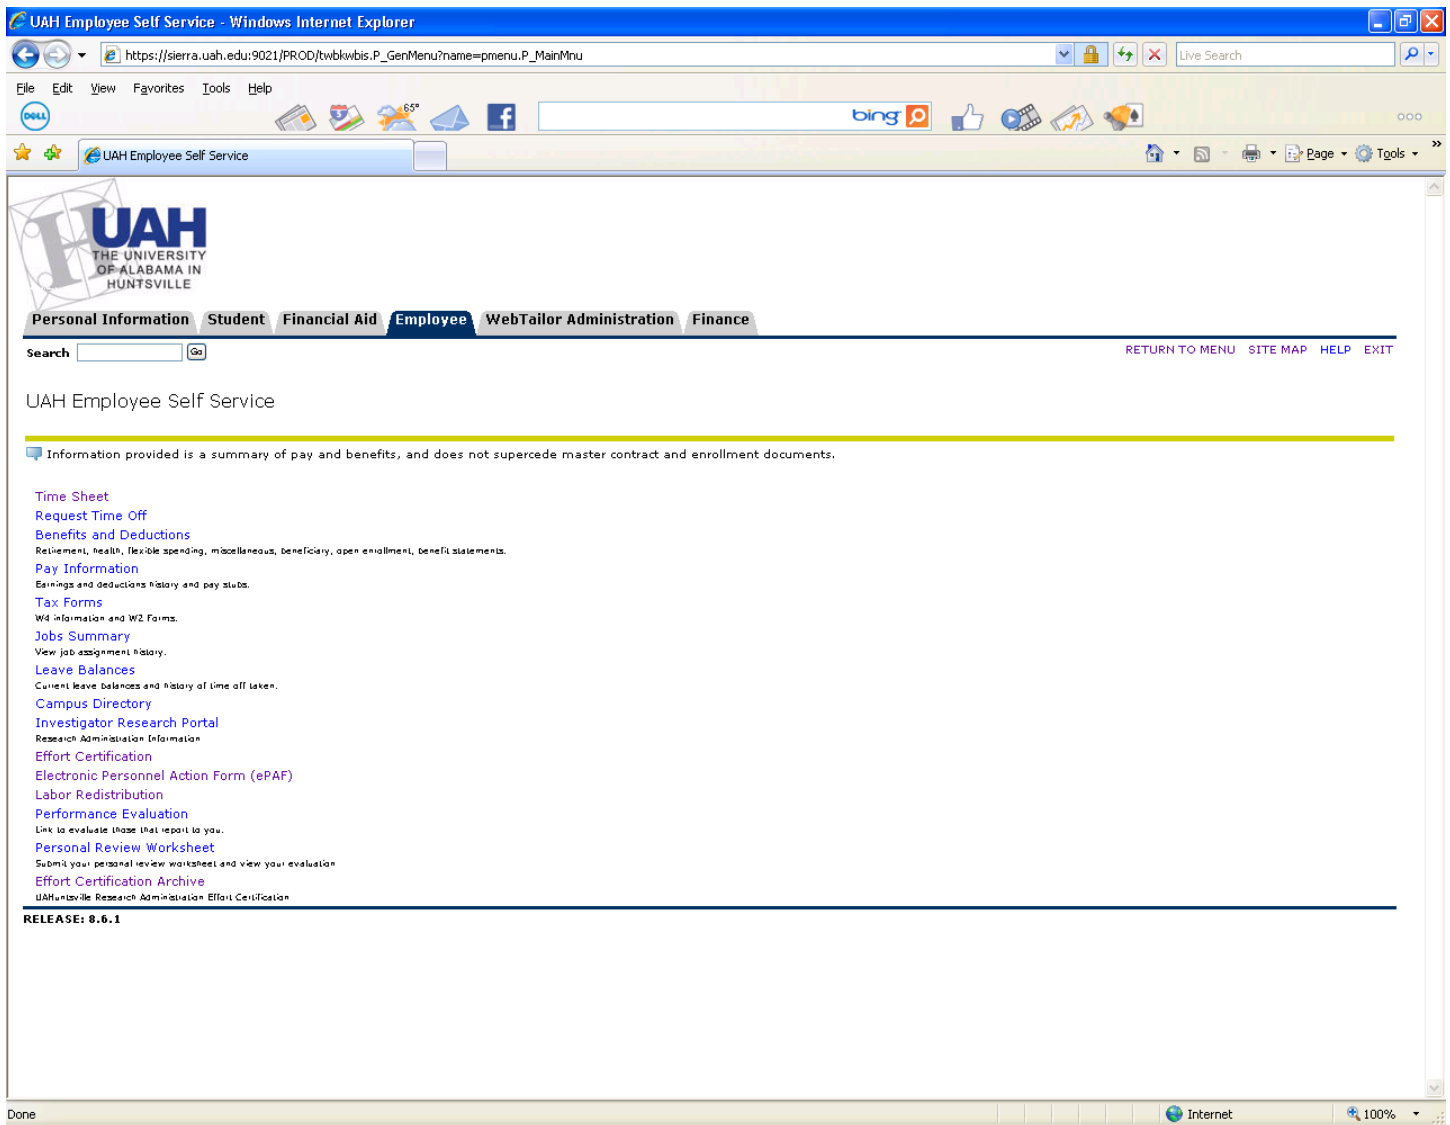 UAH Employee Self Service - Windows Internet Explorer
https://sierra.uah.edu:9021/PROD/twbkwbis.P_GenMenu?name=pmenu.P_MainMnu
Live Search
File Edit View Favorites Tools Help
DELL
5
65°
f
bing
UAH Employee Self Service
Page
Tools
»
UAH
THE UNIVERSITY
OF ALABAMA IN
HUNTSVILLE
Personal Information Student Financial Aid Employee WebTailor Administration Finance
Search Go
RETURN TO MENU SITE MAP HELP EXIT
UAH Employee Self Service
Information provided is a summary of pay and benefits, and does not supercede master contract and enrollment documents.
Time Sheet
Request Time Off
Benefits and Deductions
Retirement, health, flexible spending, miscellaneous, beneficiary, open enrollment, benefit statements.
Pay Information
Earnings and deductions history and pay stubs.
Tax Forms
W4 information and W2 Forms.
Jobs Summary
View job assignment history.
Leave Balances
Current leave balances and history of time off taken.
Campus Directory
Investigator Research Portal
Research Administration Information
Effort Certification
Electronic Personnel Action Form (ePAF)
Labor Redistribution
Performance Evaluation
Link to evaluate those that report to you.
Personal Review Worksheet
Submit your personal review worksheet and view your evaluation
Effort Certification Archive
UAHuntsville Research Administration Effort Certification
RELEASE: 8.6.1
Done
Internet
100%